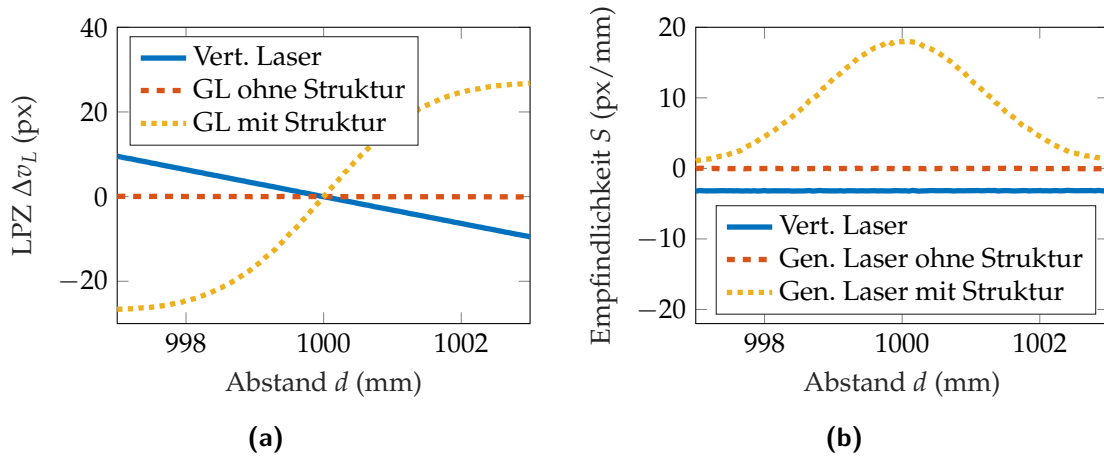 40
20
0
−20
998
1000
1002
LPZ Δv_L (px)
Abstand d (mm)
Vert. Laser
GL ohne Struktur
GL mit Struktur
(a)
20
10
0
−10
−20
998
1000
1002
Empfindlichkeit S (px/mm)
Abstand d (mm)
Vert. Laser
Gen. Laser ohne Struktur
Gen. Laser mit Struktur
(b)